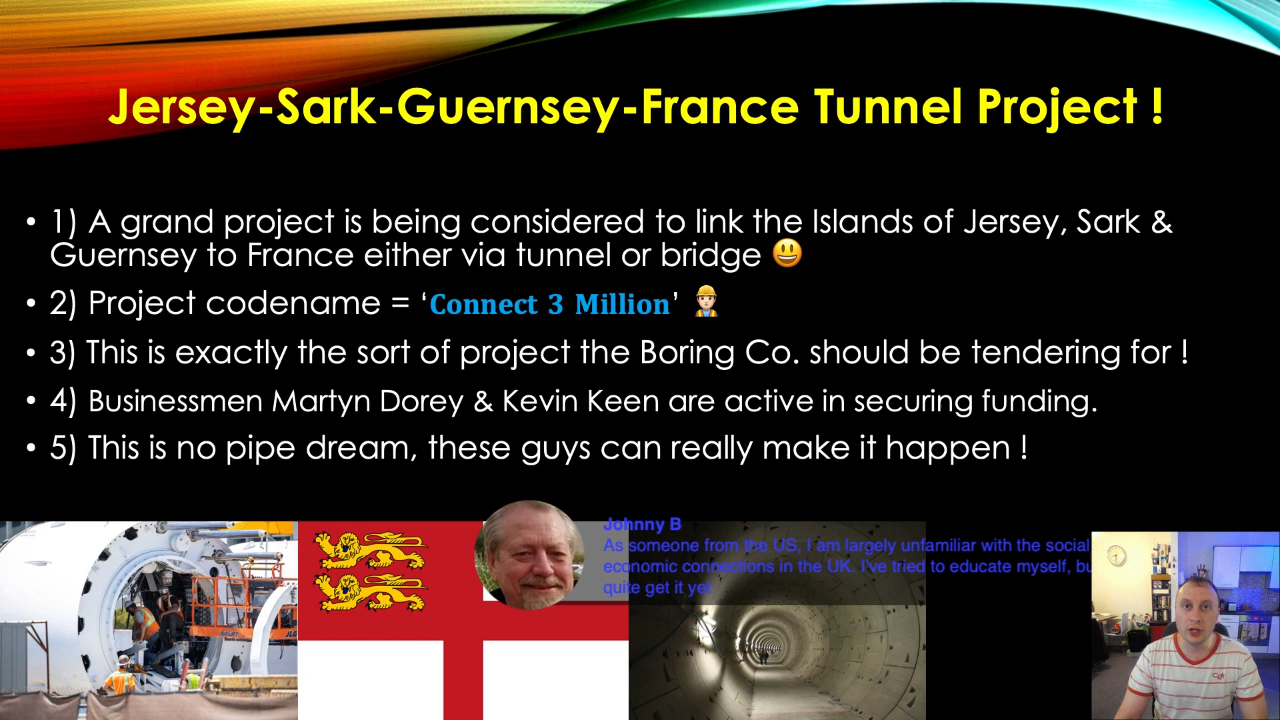 Jersey-Sark-Guernsey-France Tunnel Project !
• 1) A grand project is being considered to link the Islands of Jersey, Sark &
Guernsey to France either via tunnel or bridge 😃
• 2) Project codename = ‘Connect 3 Million’ 👷🏻
• 3) This is exactly the sort of project the Boring Co. should be tendering for !
• 4) Businessmen Martyn Dorey & Kevin Keen are active in securing funding.
• 5) This is no pipe dream, these guys can really make it happen !
Johnny B
As someone from the US, I am largely unfamiliar with the social
economic connections in the UK. I've tried to educate myself, bu
quite get it yet